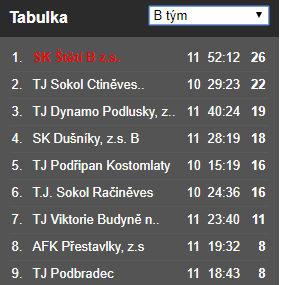 Tabulka B tým
1. SK Štětí B z.s. 11 52:12 26
2. TJ Sokol Ctiněves.. 10 29:23 22
3. TJ Dynamo Podlusky, z.. 11 40:24 19
4. SK Dušníky, z.s. B 11 28:19 18
5. TJ Podřipan Kostomlaty 10 15:19 16
6. T.J. Sokol Račiněves 10 24:36 16
7. TJ Viktorie Budyně n.. 11 23:40 11
8. AFK Přestavlky, z.s 11 19:32 8
9. TJ Podbradec 11 18:43 8